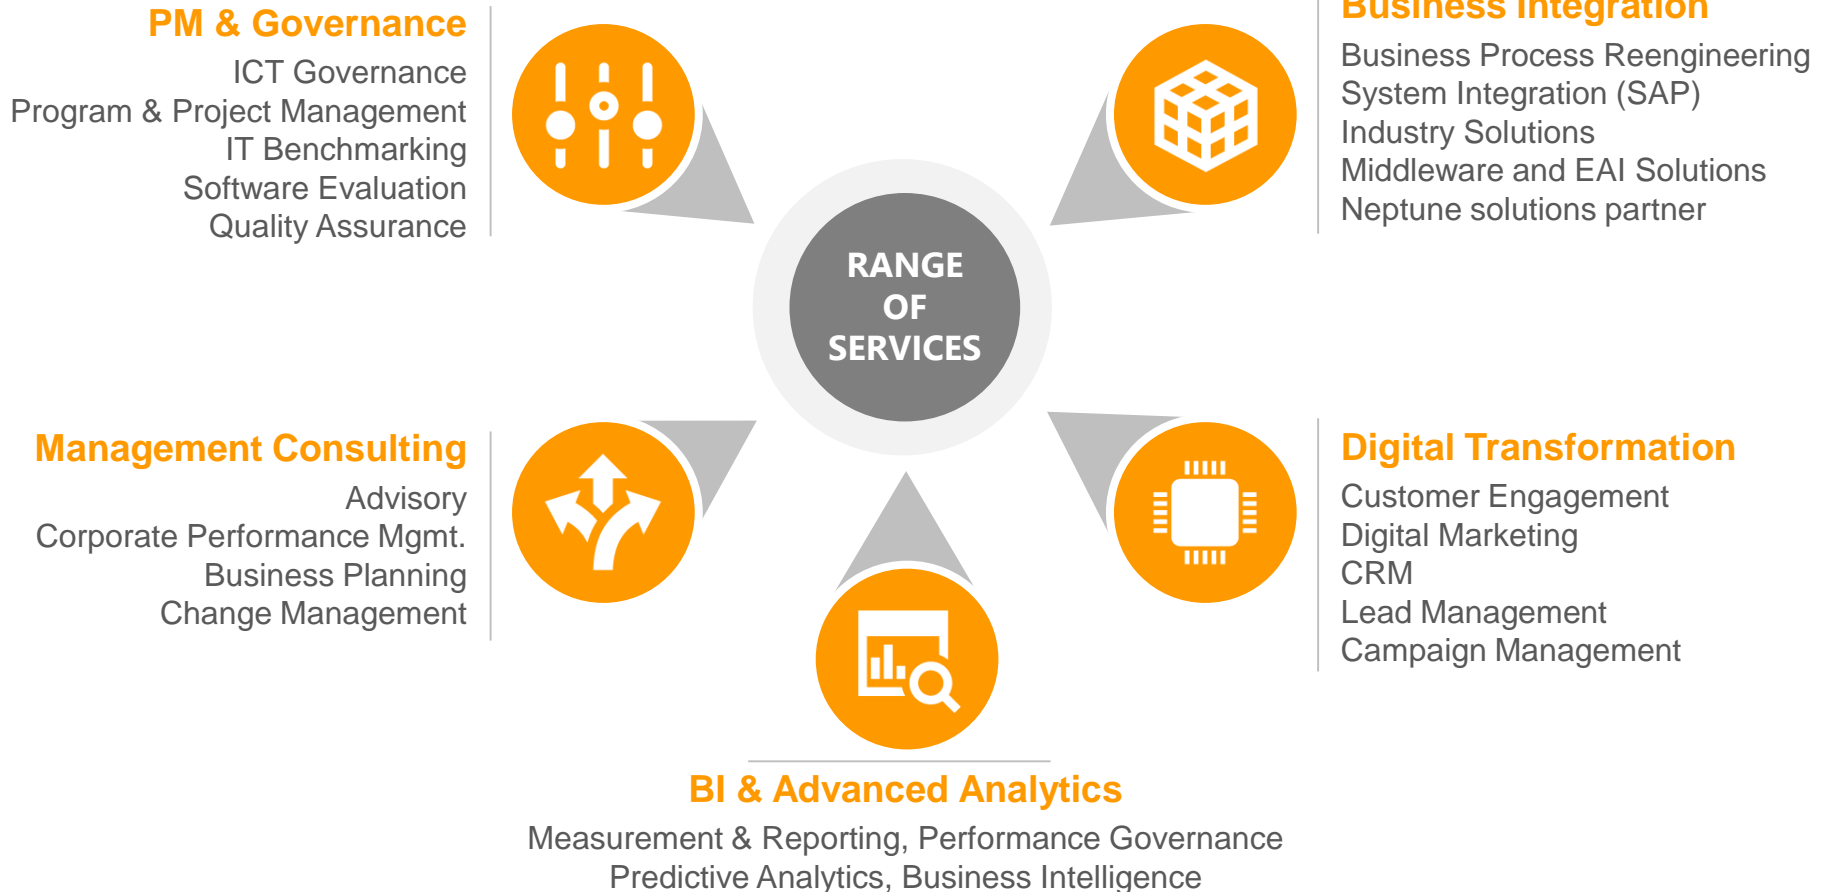 PM & Governance
ICT Governance
Program & Project Management
IT Benchmarking
Software Evaluation
Quality Assurance
Business Integration
Business Process Reengineering
System Integration (SAP)
Industry Solutions
Middleware and EAI Solutions
Neptune solutions partner
RANGE
OF
SERVICES
Management Consulting
Advisory
Corporate Performance Mgmt.
Business Planning
Change Management
Digital Transformation
Customer Engagement
Digital Marketing
CRM
Lead Management
Campaign Management
BI & Advanced Analytics
Measurement & Reporting, Performance Governance
Predictive Analytics, Business Intelligence